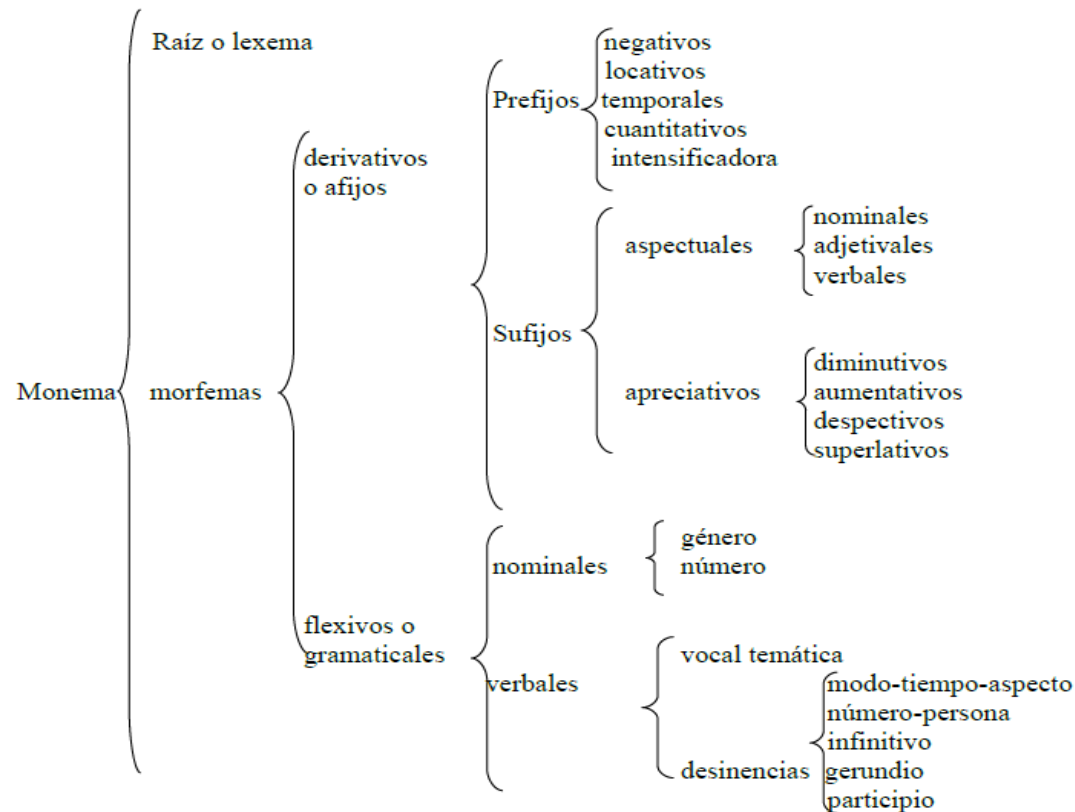 Monema
Raíz o lexema
morfemas
derivativos
o afijos
Prefijos
negativos
locativos
temporales
cuantitativos
intensificadora
Sufijos
aspectuales
nominales
adjetivales
verbales
apreciativos
diminutivos
aumentativos
despectivos
superlativos
flexivos o
gramaticales
nominales
género
número
verbales
vocal temática
desinencias
modo-tiempo-aspecto
número-persona
infinitivo
gerundio
participio